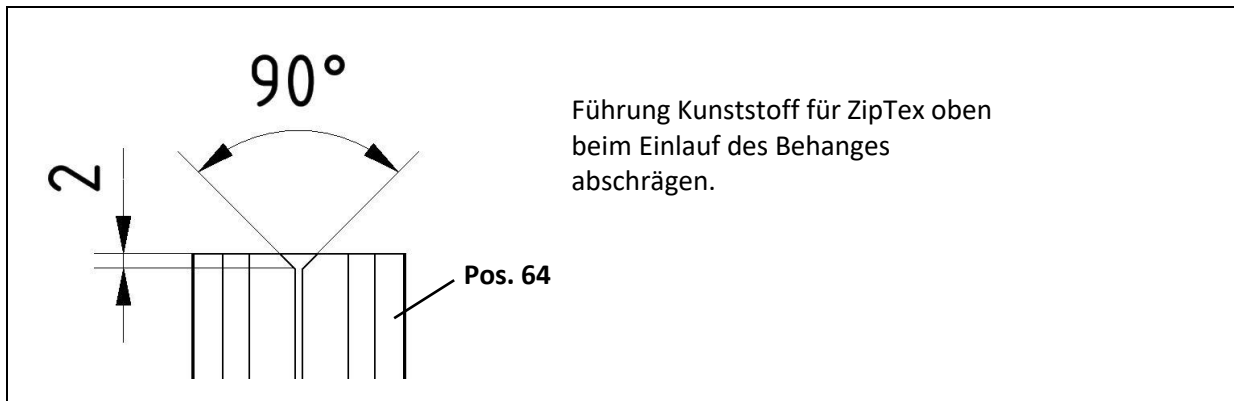 90°
2
Führung Kunststoff für ZipTex oben
beim Einlauf des Behanges
abschrägen.
Pos. 64